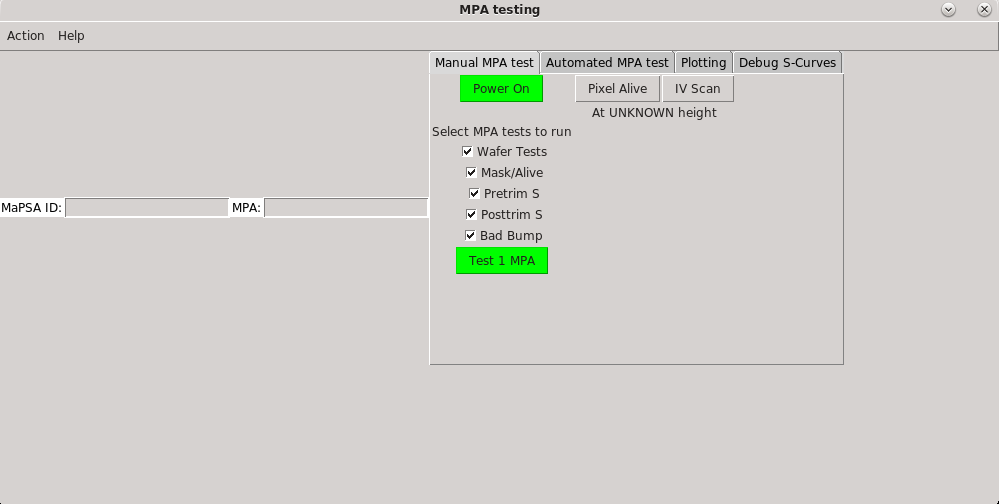 MPA testing
Action Help
Manual MPA test Automated MPA test Plotting Debug S-Curves
Power On Pixel Alive IV Scan
At UNKNOWN height
Select MPA tests to run
Wafer Tests
Mask/Alive
Pretrim S
MaPSA ID: MPA:
Posttrim S
Bad Bump
Test 1 MPA